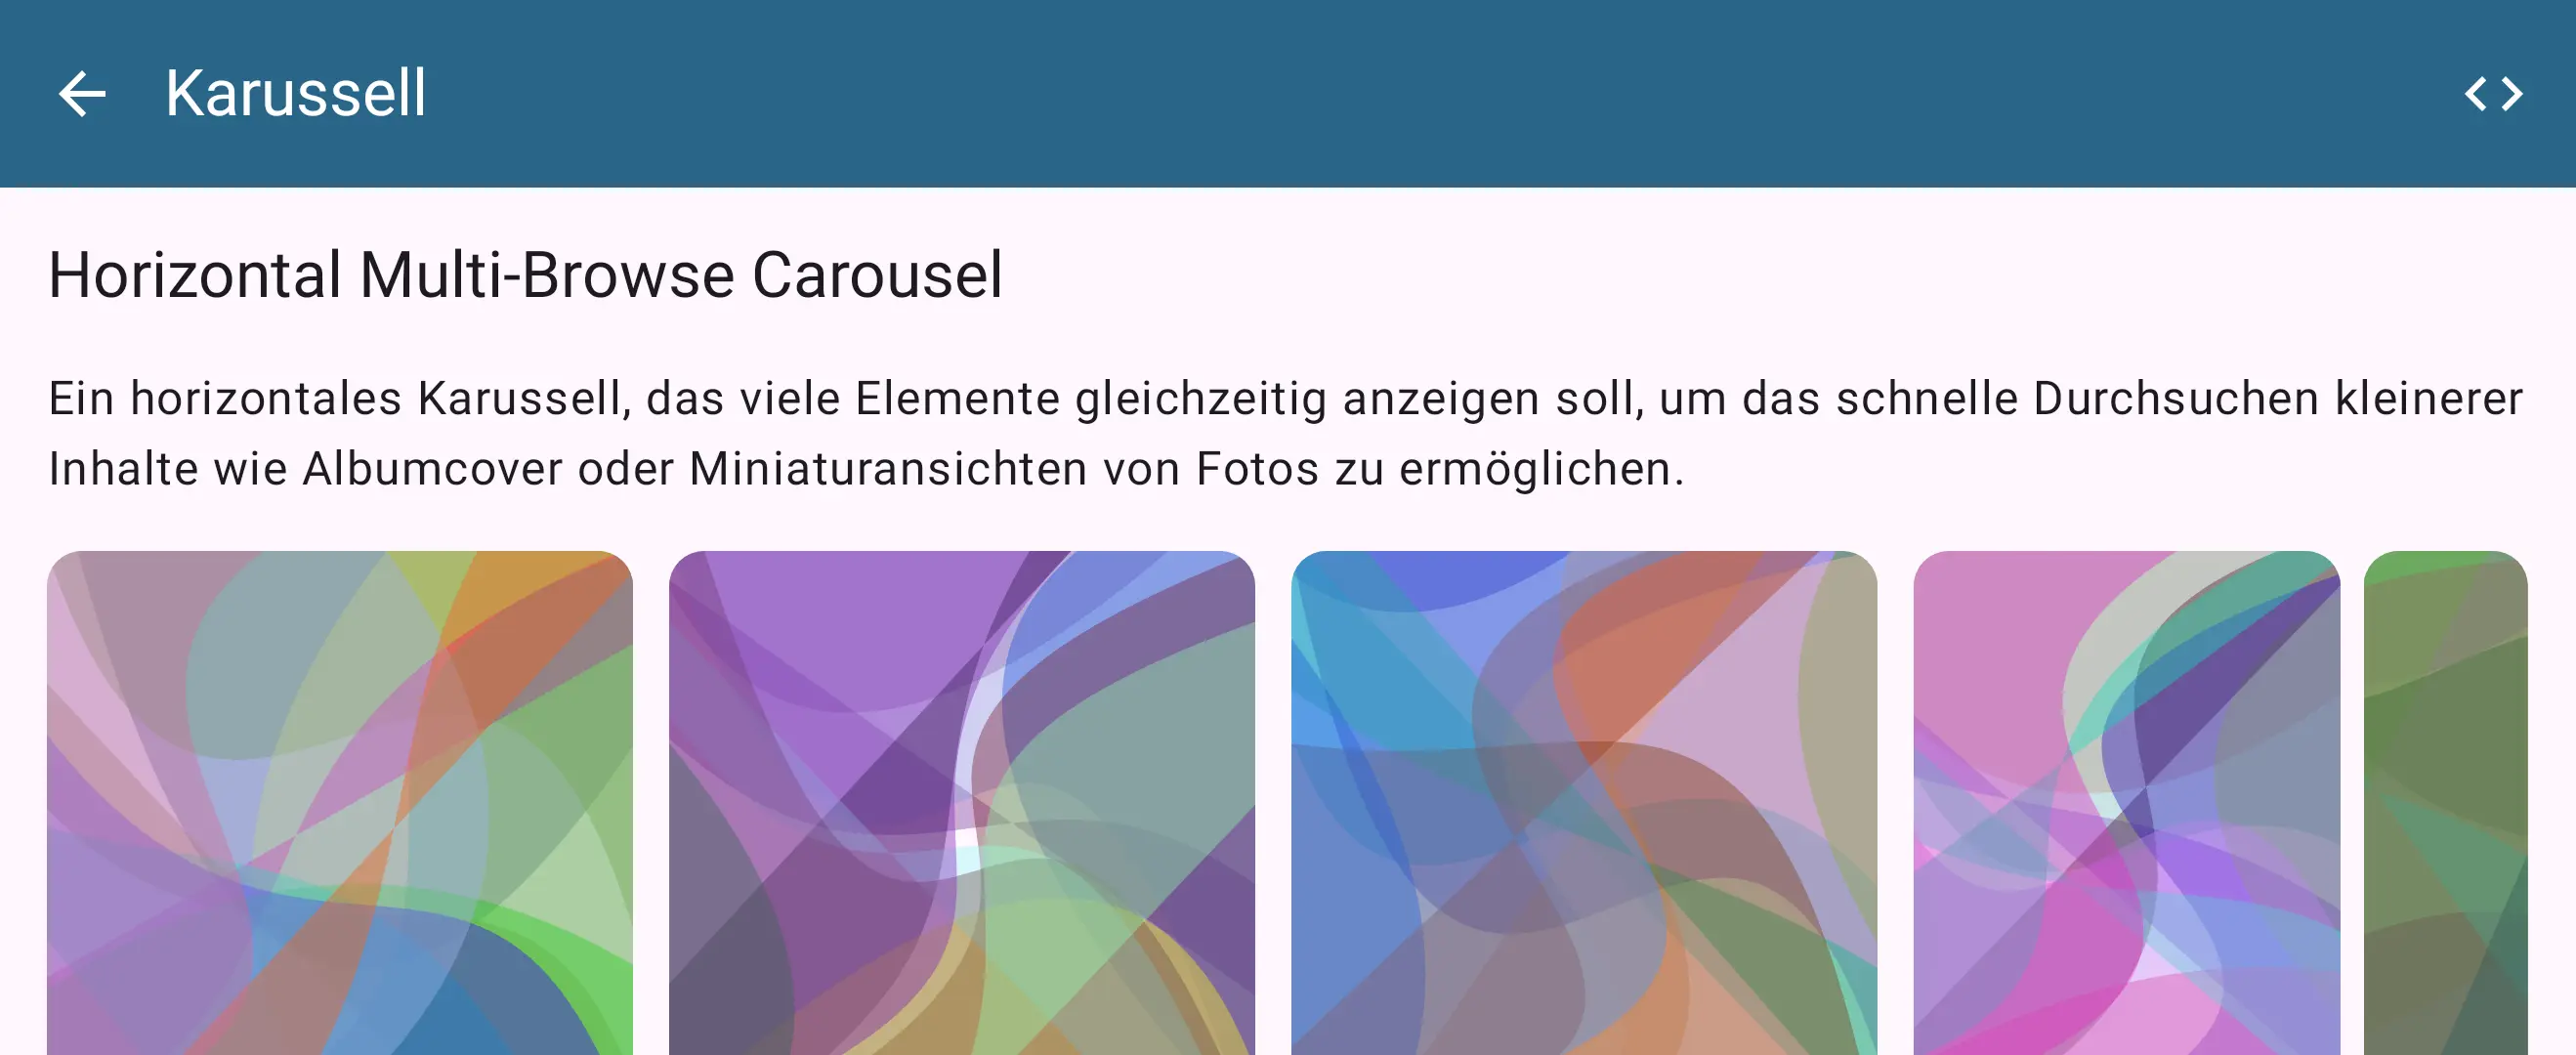 Karussell
Horizontal Multi-Browse Carousel
Ein horizontales Karussell, das viele Elemente gleichzeitig anzeigen soll, um das schnelle Durchsuchen kleinerer
Inhalte wie Albumcover oder Miniaturansichten von Fotos zu ermöglichen.